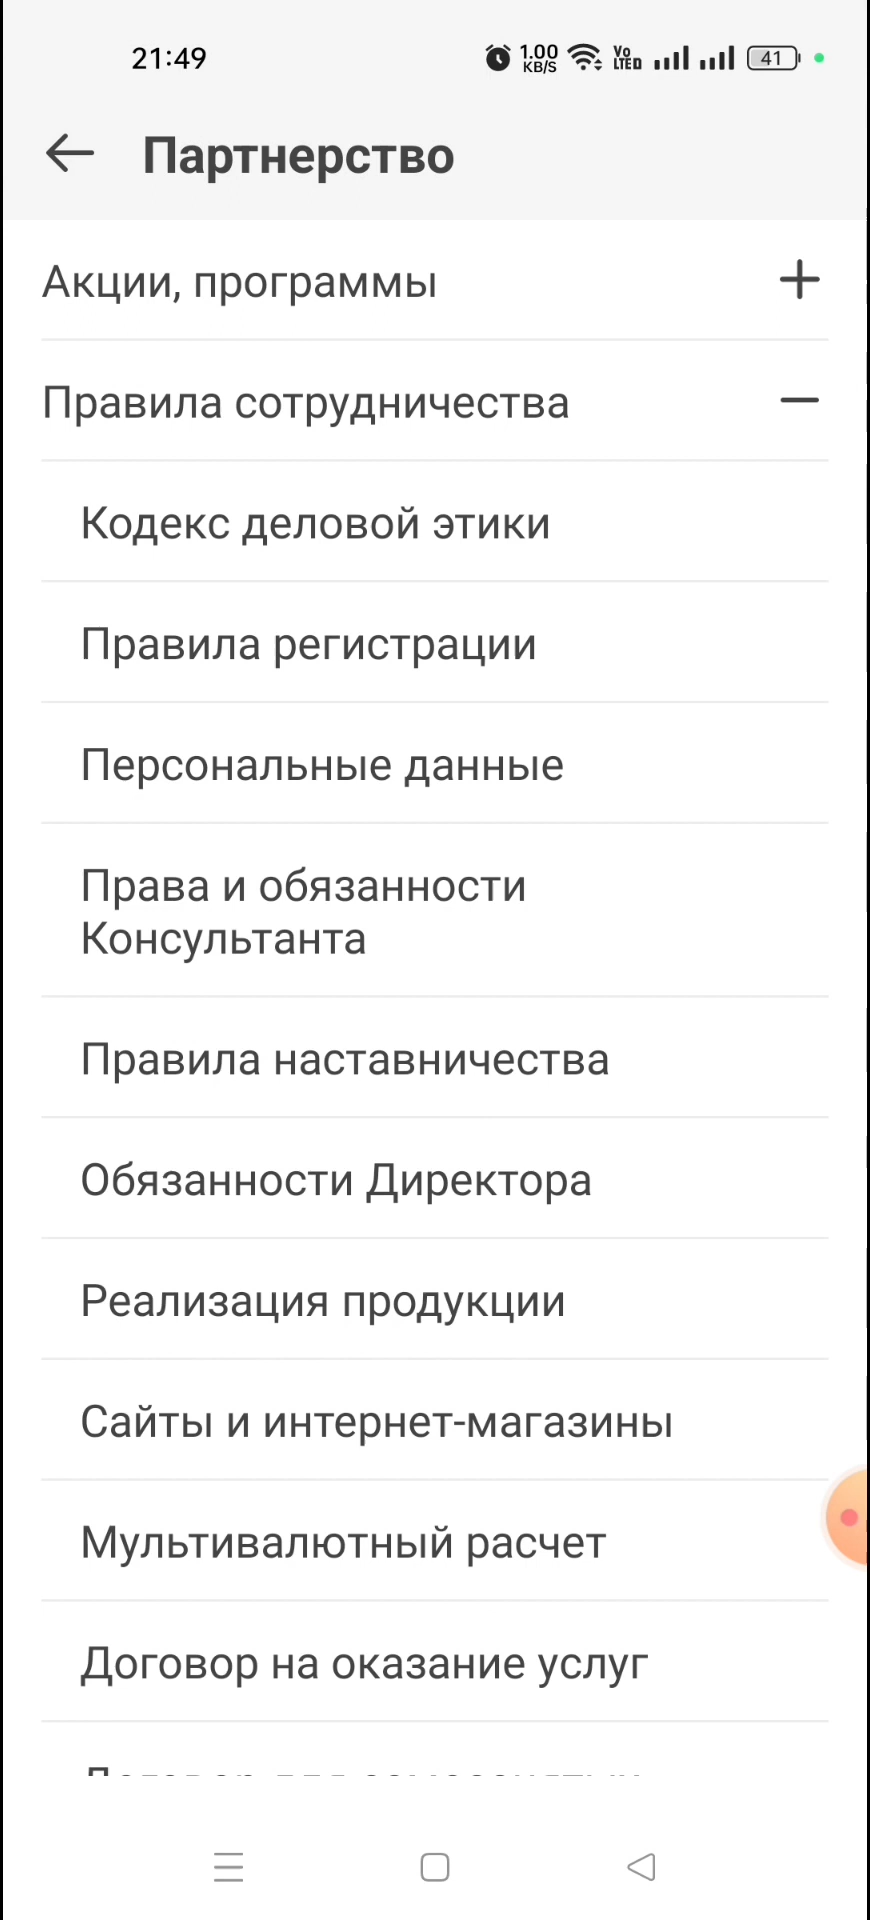 21:49
1.00
KB/S
Vo
LTED
41
Партнерство
Акции, программы
Правила сотрудничества
Кодекс деловой этики
Правила регистрации
Персональные данные
Права и обязанности
Консультанта
Правила наставничества
Обязанности Директора
Реализация продукции
Сайты и интернет-магазины
Мультивалютный расчет
Договор на оказание услуг